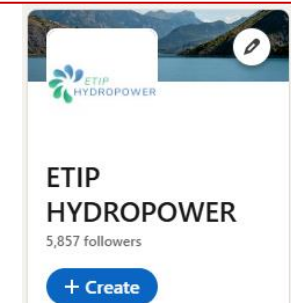 ETIP
HYDROPOWER
ETIP
HYDROPOWER
5,857 followers
+ Create